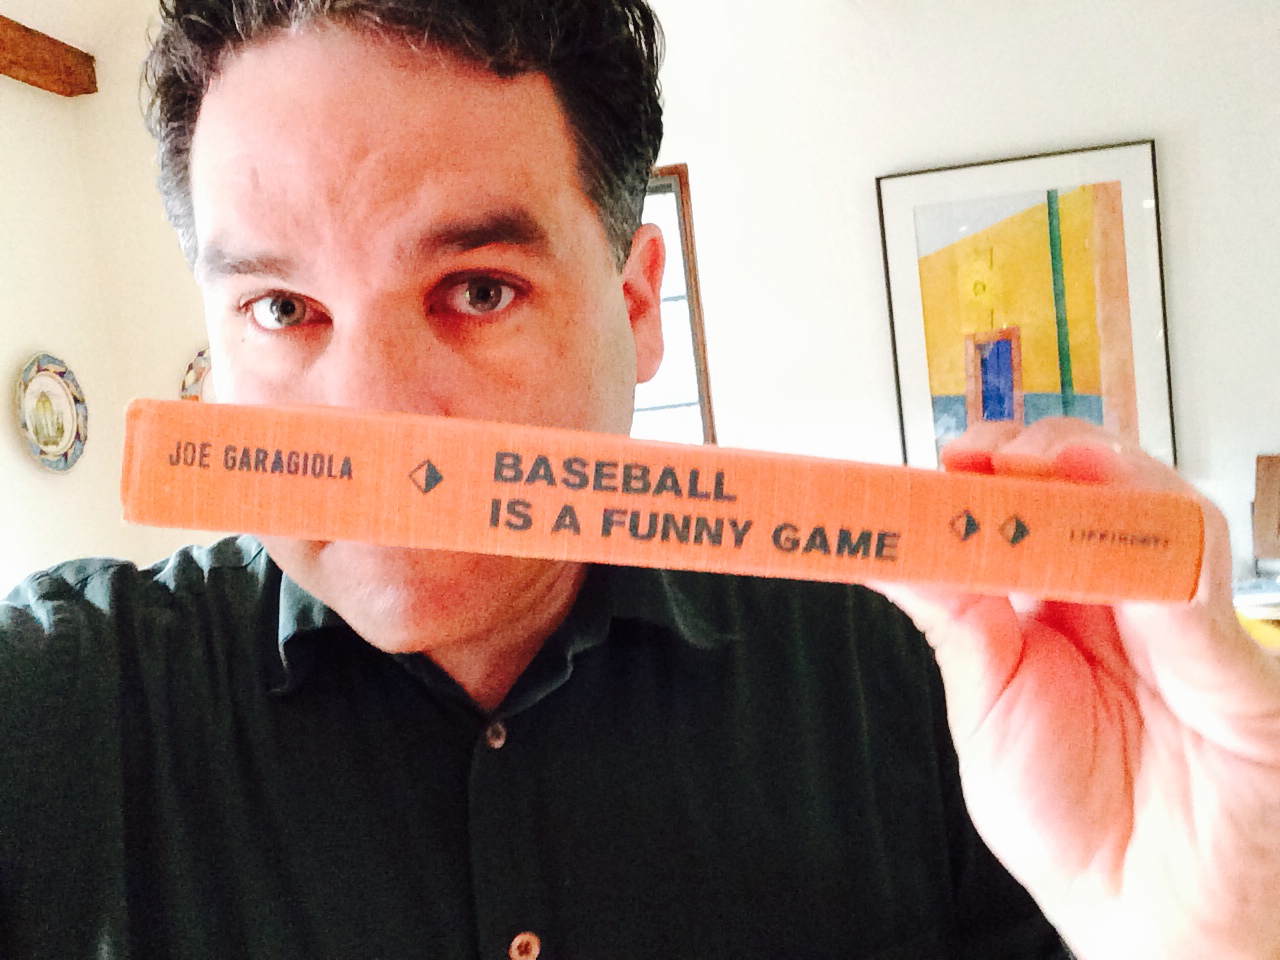 JOE GARAGIOLA
BASEBALL
IS A FUNNY GAME
LIPPINCOTT